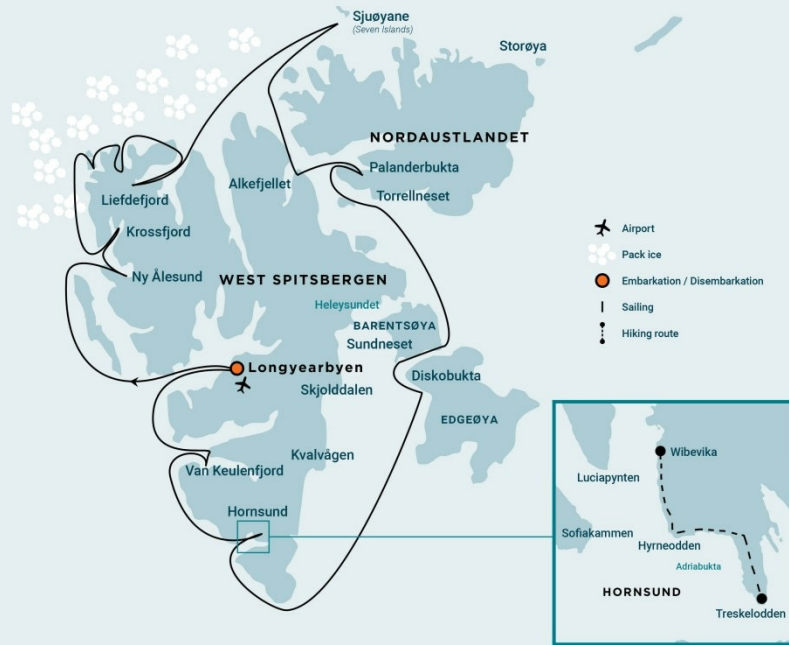 Sjuøyane
(Seven Islands)
Storøya
NORDAUSTLANDET
Palanderbukta
Alkefjellet
Torrellneset
Liefdefjord
Krossfjord
Ny Ålesund
WEST SPITSBERGEN
Heleysundet
BARENTSØYA
Sundneset
Longyearbyen
Diskobukta
Skjolddalen
EDGEØYA
Kvalvågen
Van Keulenfjord
Hornsund
Airport
Pack ice
Embarkation / Disembarkation
Sailing
Hiking route
Wibevika
Luciapynten
Sofiakammen
Hyrneodden
Adriabukta
HORNSUND
Treskelodden